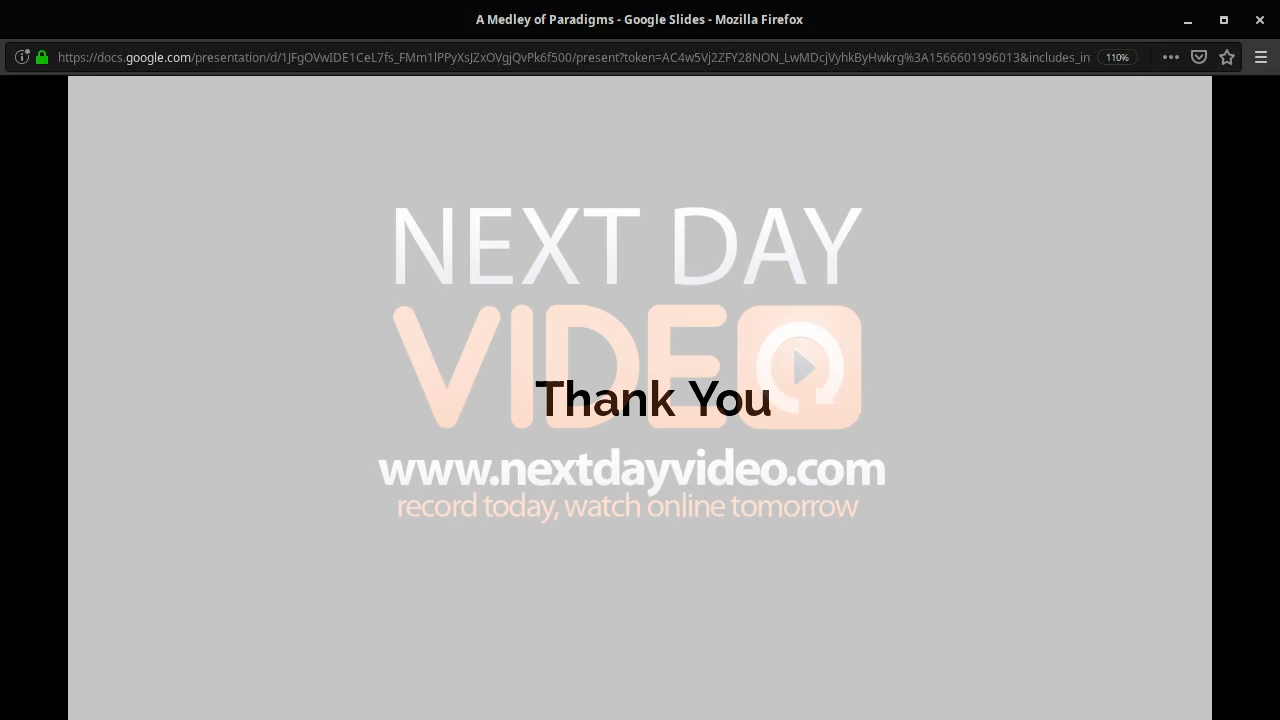 A Medley of Paradigms - Google Slides - Mozilla Firefox
https://docs.google.com/presentation/d/1JFgOVwIDE1CeL7fs_FMm1lPPyXsJZxOVgjQvPk6f500/present?token=AC4w5Vj2ZFY28NON_LwMDcjVyhkByHwkrg%3A1566601996013&includes_in
110%
NEXT DAY
VIDEO
Thank You
www.nextdayvideo.com
record today, watch online tomorrow